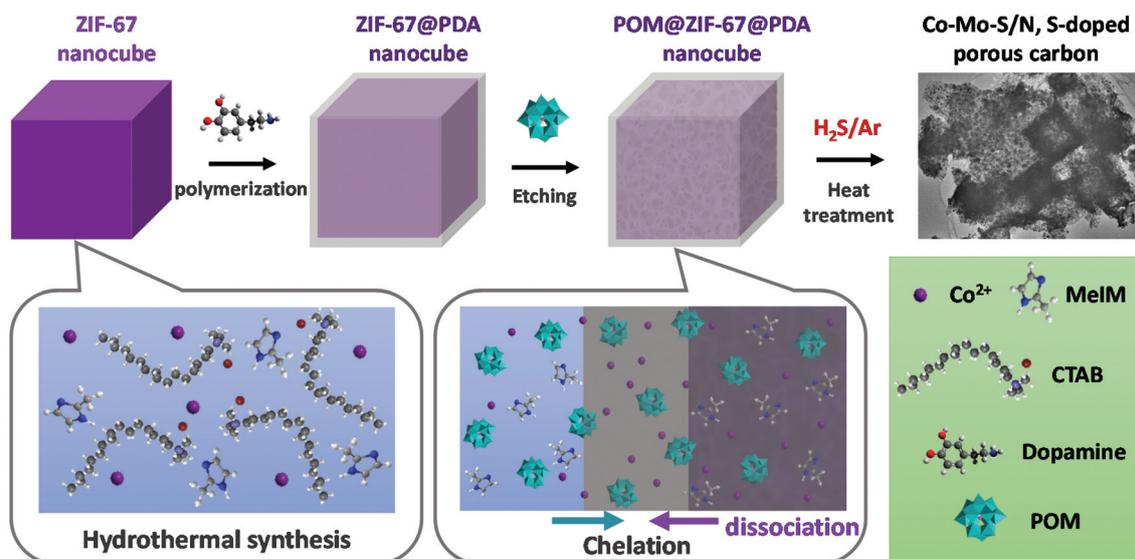 ZIF-67
nanocube
ZIF-67@PDA
nanocube
POM@ZIF-67@PDA
nanocube
Co-Mo-S/N, S-doped
porous carbon
polymerization
Etching
H₂S/Ar
Heat
treatment
Hydrothermal synthesis
dissociation
Chelation
Co²⁺
MeIM
CTAB
Dopamine
POM